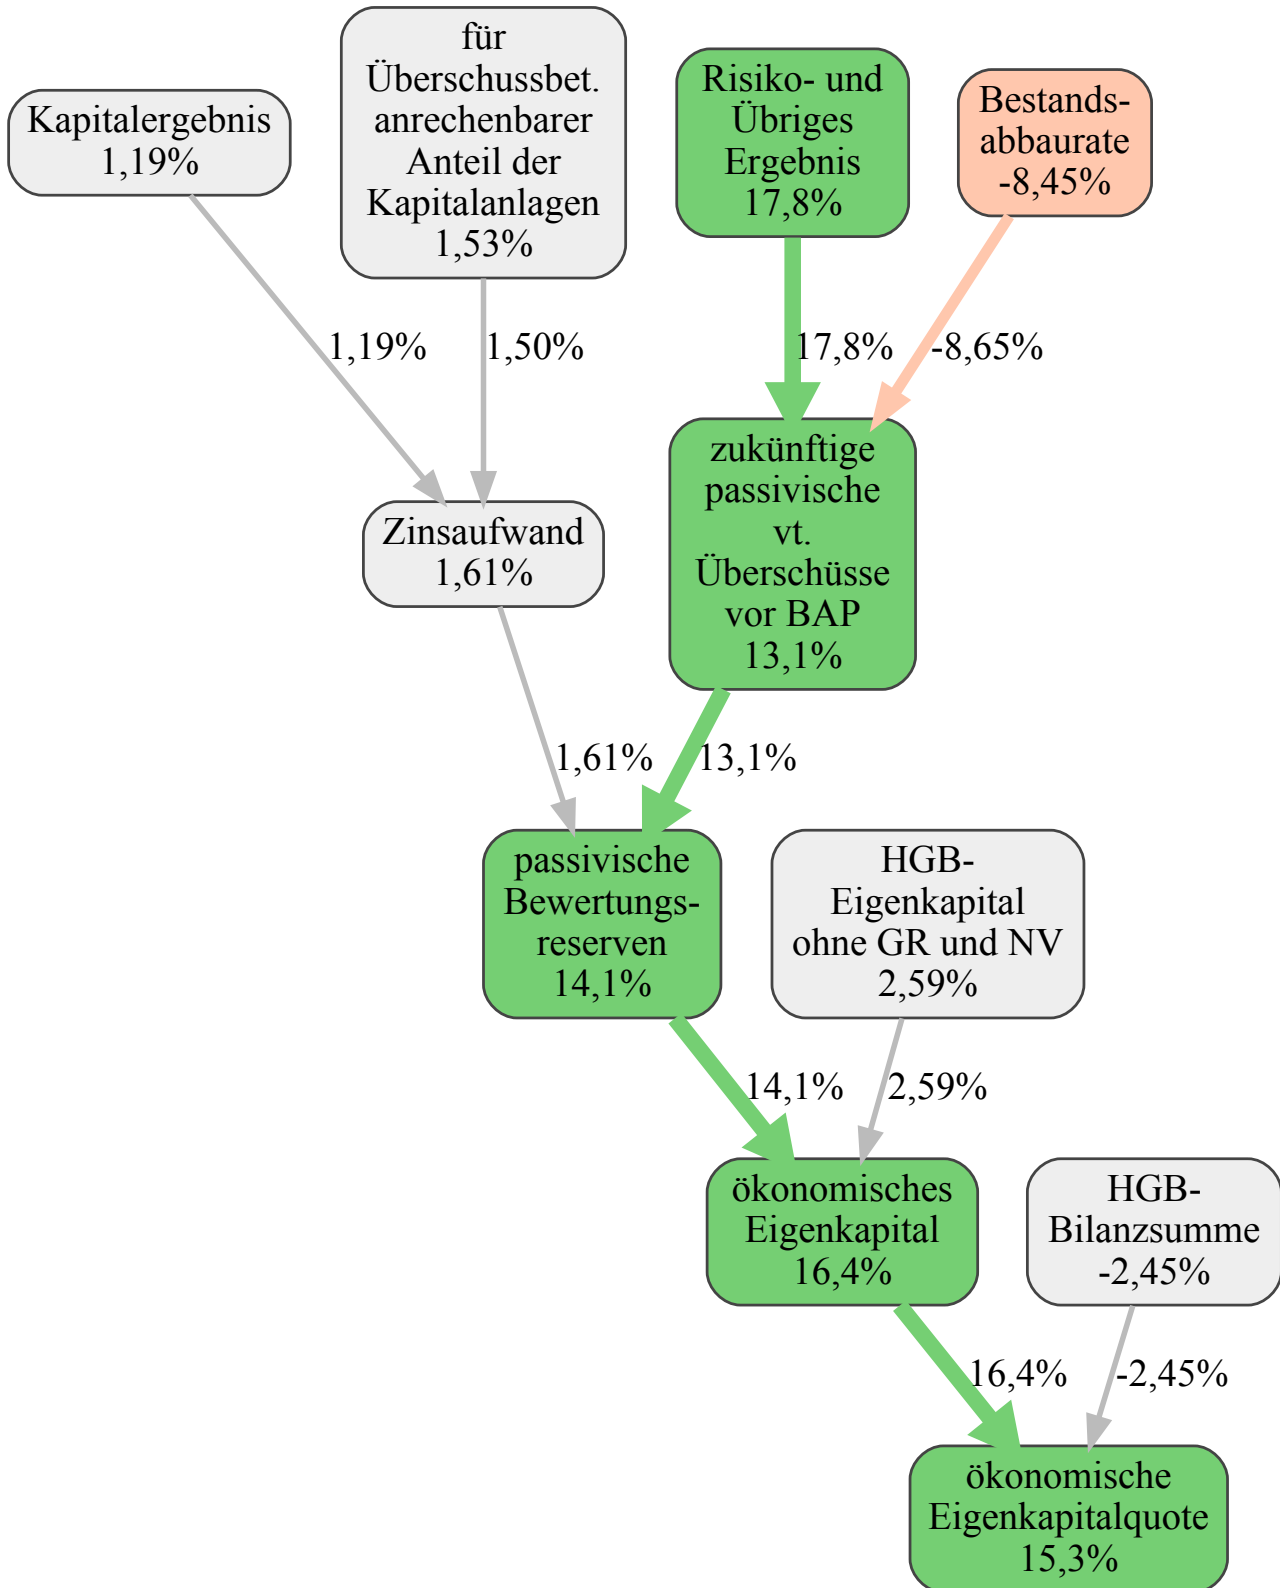 Kapitalergebnis
1,19%
für
Überschussbet.
anrechenbarer
Anteil der
Kapitalanlagen
1,53%
Risiko- und
Übriges
Ergebnis
17,8%
Bestands-
abbaurate
-8,45%
1,19%
1,50%
17,8%
-8,65%
Zinsaufwand
1,61%
zukünftige
passivische
vt.
Überschüsse
vor BAP
13,1%
1,61%
13,1%
passivische
Bewertungs-
reserven
14,1%
HGB-
Eigenkapital
ohne GR und NV
2,59%
14,1%
2,59%
ökonomisches
Eigenkapital
16,4%
HGB-
Bilanzsumme
-2,45%
16,4%
-2,45%
ökonomische
Eigenkapitalquote
15,3%